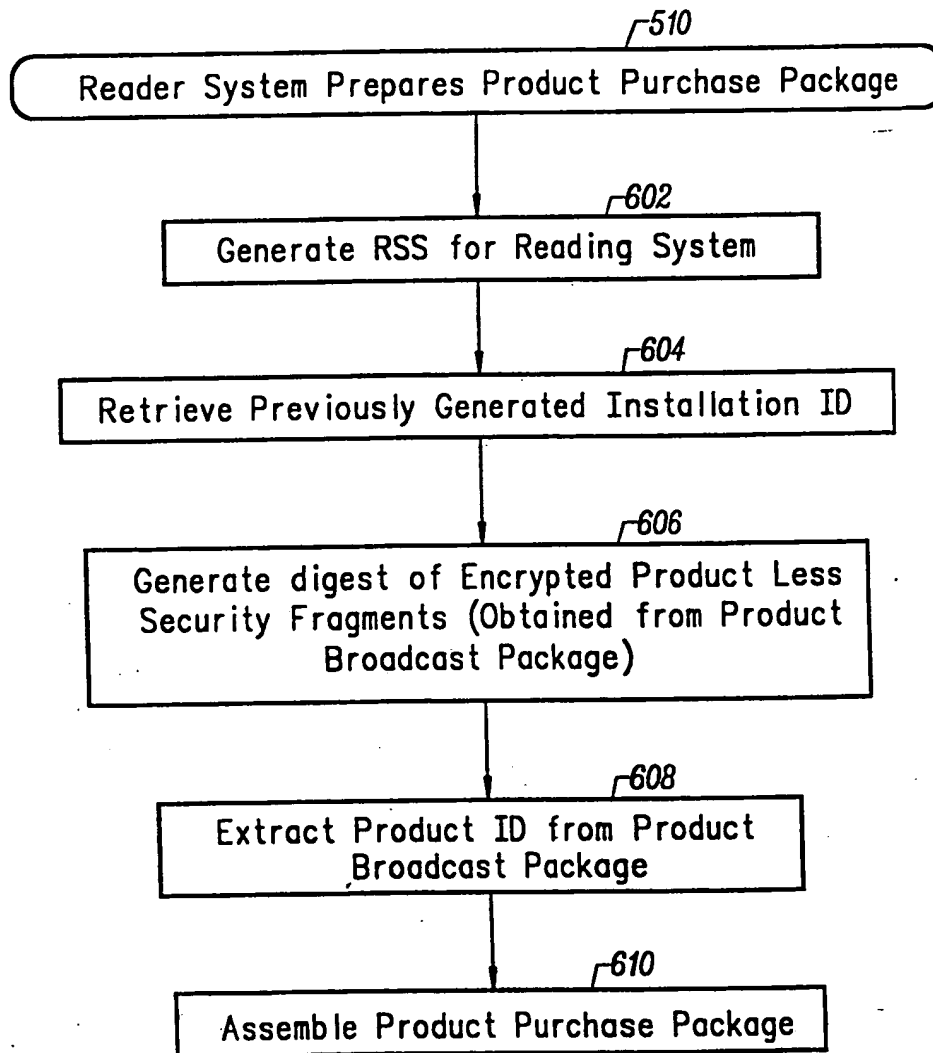 510
Reader System Prepares Product Purchase Package
602
Generate RSS for Reading System
604
Retrieve Previously Generated Installation ID
606
Generate digest of Encrypted Product Less
Security Fragments (Obtained from Product
Broadcast Package)
608
Extract Product ID from Product
Broadcast Package
610
Assemble Product Purchase Package